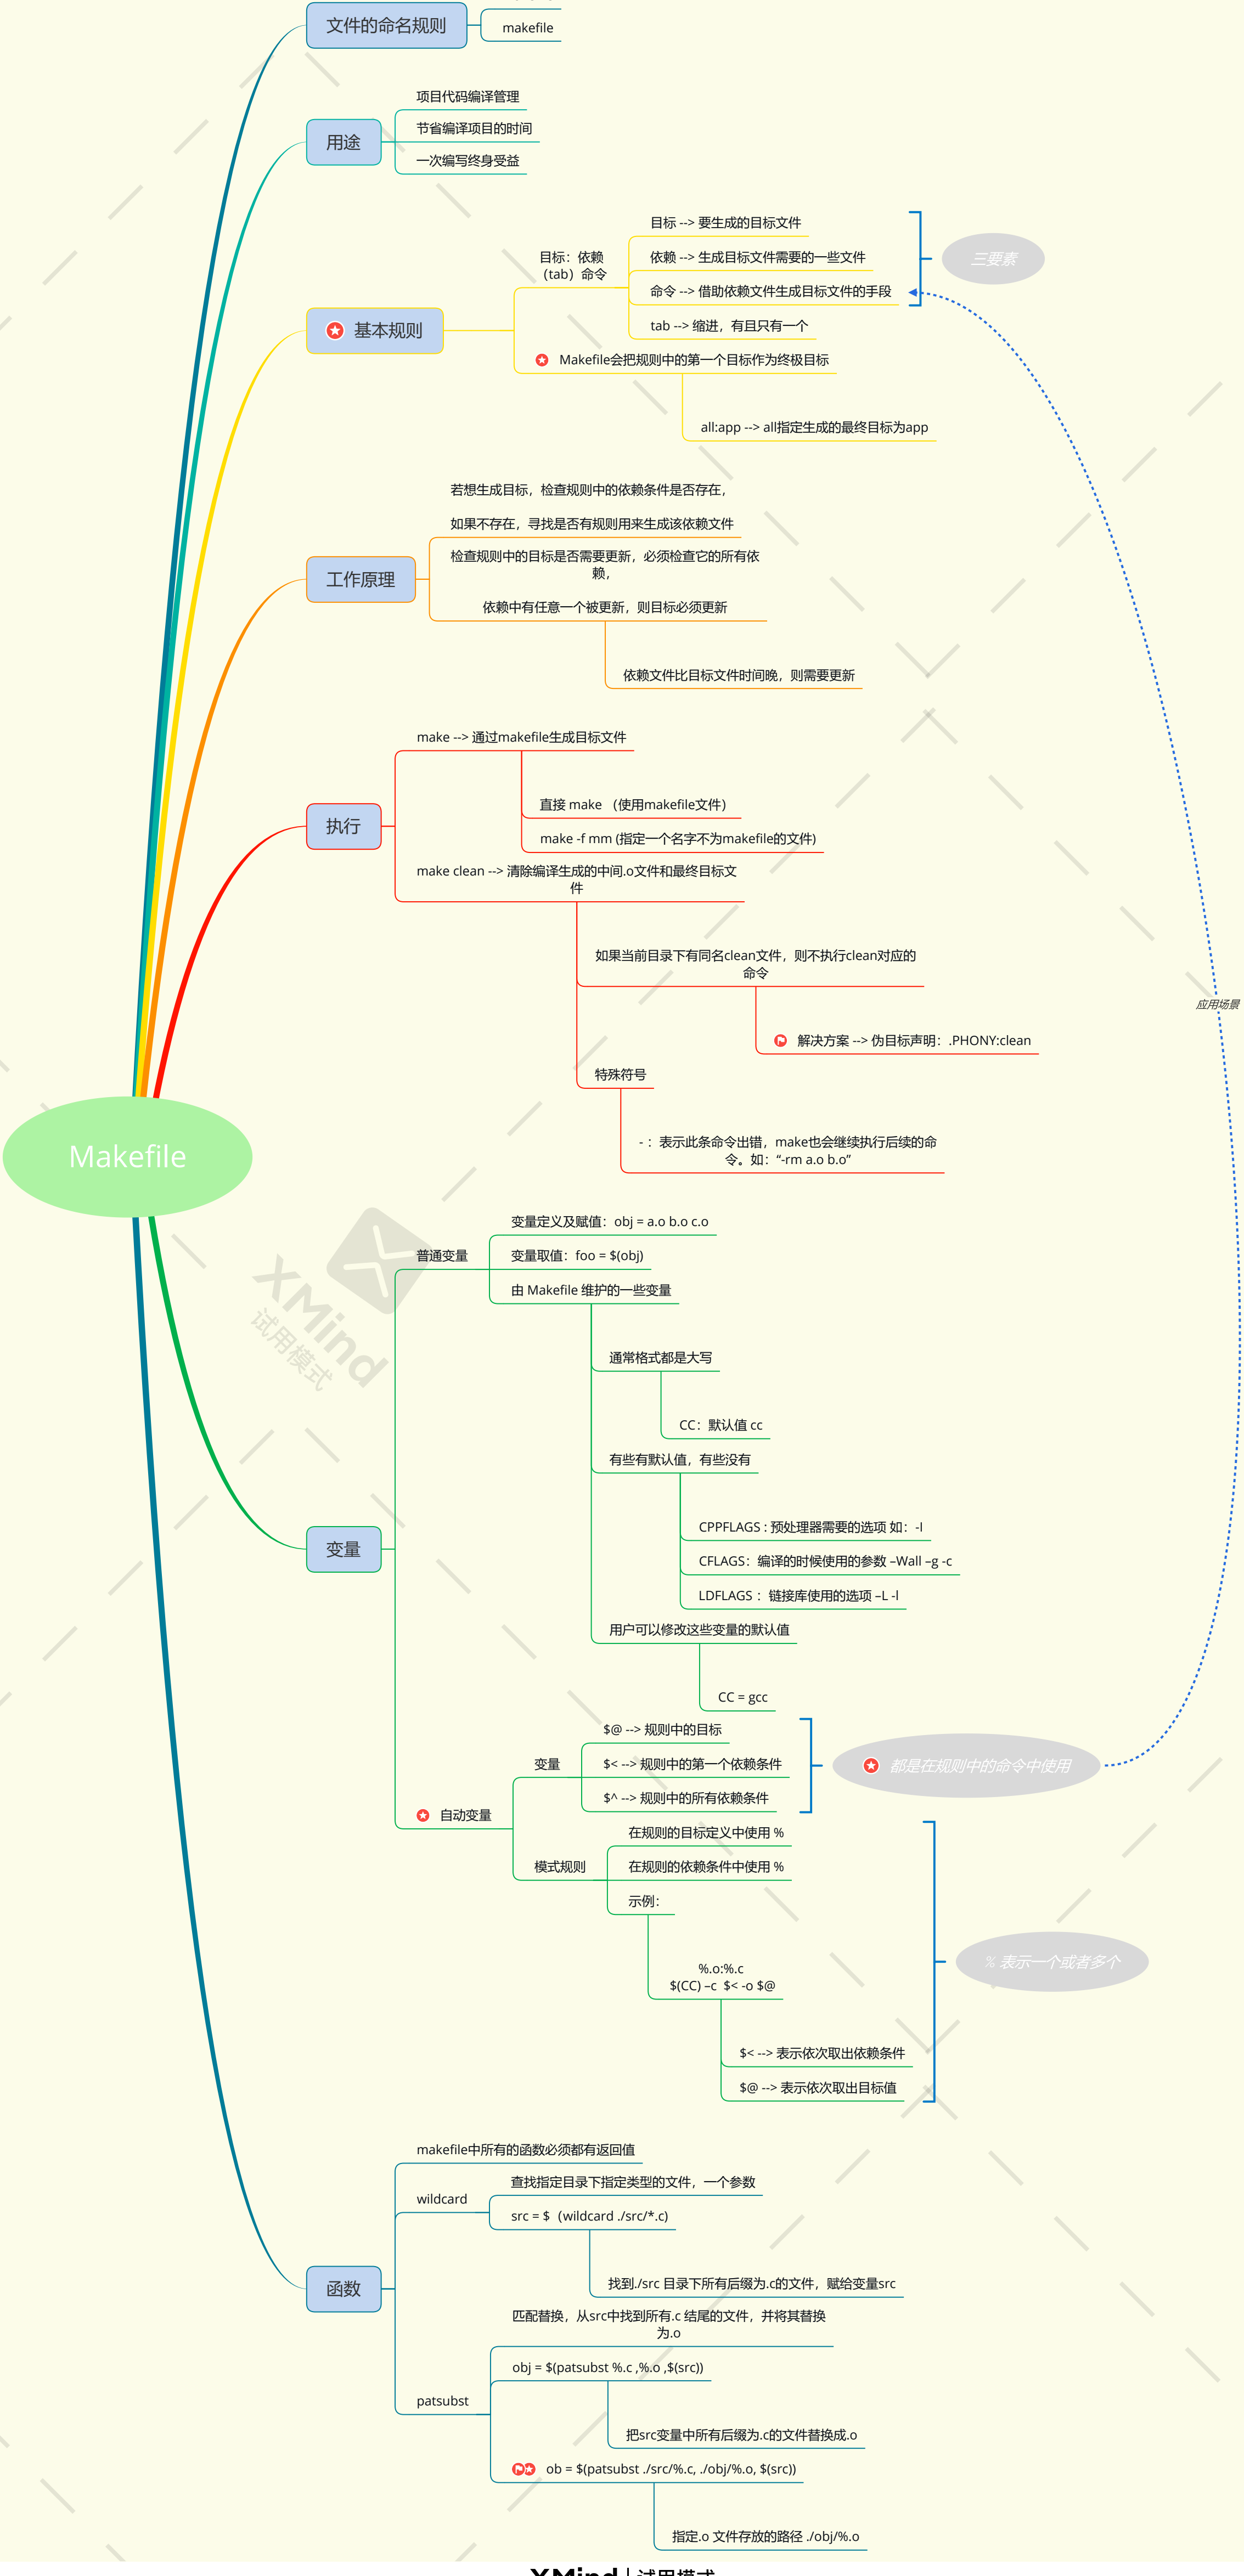 文件的命名规则
makefile
用途
项目代码编译管理
节省编译项目的时间
一次编写终身受益
基本规则
目标：依赖
（tab）命令
目标 --> 要生成的目标文件
依赖 --> 生成目标文件需要的一些文件
命令 --> 借助依赖文件生成目标文件的手段
tab --> 缩进，有且只有一个
三要素
Makefile会把规则中的第一个目标作为终极目标
all:app --> all指定生成的最终目标为app
工作原理
若想生成目标，检查规则中的依赖条件是否存在，
如果不存在，寻找是否有规则用来生成该依赖文件
检查规则中的目标是否需要更新，必须检查它的所有依
赖，
依赖中有任意一个被更新，则目标必须更新
依赖文件比目标文件时间晚，则需要更新
执行
make --> 通过makefile生成目标文件
直接 make （使用makefile文件）
make -f mm (指定一个名字不为makefile的文件)
make clean --> 清除编译生成的中间.o文件和最终目标文
件
如果当前目录下有同名clean文件，则不执行clean对应的
命令
解决方案 --> 伪目标声明：.PHONY:clean
特殊符号
- ：表示此条命令出错，make也会继续执行后续的命
令。如：“-rm a.o b.o”
应用场景
Makefile
XMind
试用模式
变量
普通变量
变量定义及赋值：obj = a.o b.o c.o
变量取值：foo = $(obj)
由 Makefile 维护的一些变量
通常格式都是大写
CC：默认值 cc
有些有默认值，有些没有
CPPFLAGS : 预处理器需要的选项 如：-I
CFLAGS：编译的时候使用的参数 –Wall –g -c
LDFLAGS ：链接库使用的选项 –L -l
用户可以修改这些变量的默认值
CC = gcc
自动变量
变量
$@ --> 规则中的目标
$< --> 规则中的第一个依赖条件
$^ --> 规则中的所有依赖条件
都是在规则中的命令中使用
模式规则
在规则的目标定义中使用 %
在规则的依赖条件中使用 %
示例：
%.o:%.c
$(CC) –c $< -o $@
$< --> 表示依次取出依赖条件
$@ --> 表示依次取出目标值
% 表示一个或者多个
函数
makefile中所有的函数必须都有返回值
wildcard
查找指定目录下指定类型的文件，一个参数
src = $（wildcard ./src/*.c)
找到./src 目录下所有后缀为.c的文件，赋给变量src
patsubst
匹配替换，从src中找到所有.c 结尾的文件，并将其替换
为.o
obj = $(patsubst %.c ,%.o ,$(src))
把src变量中所有后缀为.c的文件替换成.o
ob = $(patsubst ./src/%.c, ./obj/%.o, $(src))
指定.o 文件存放的路径 ./obj/%.o